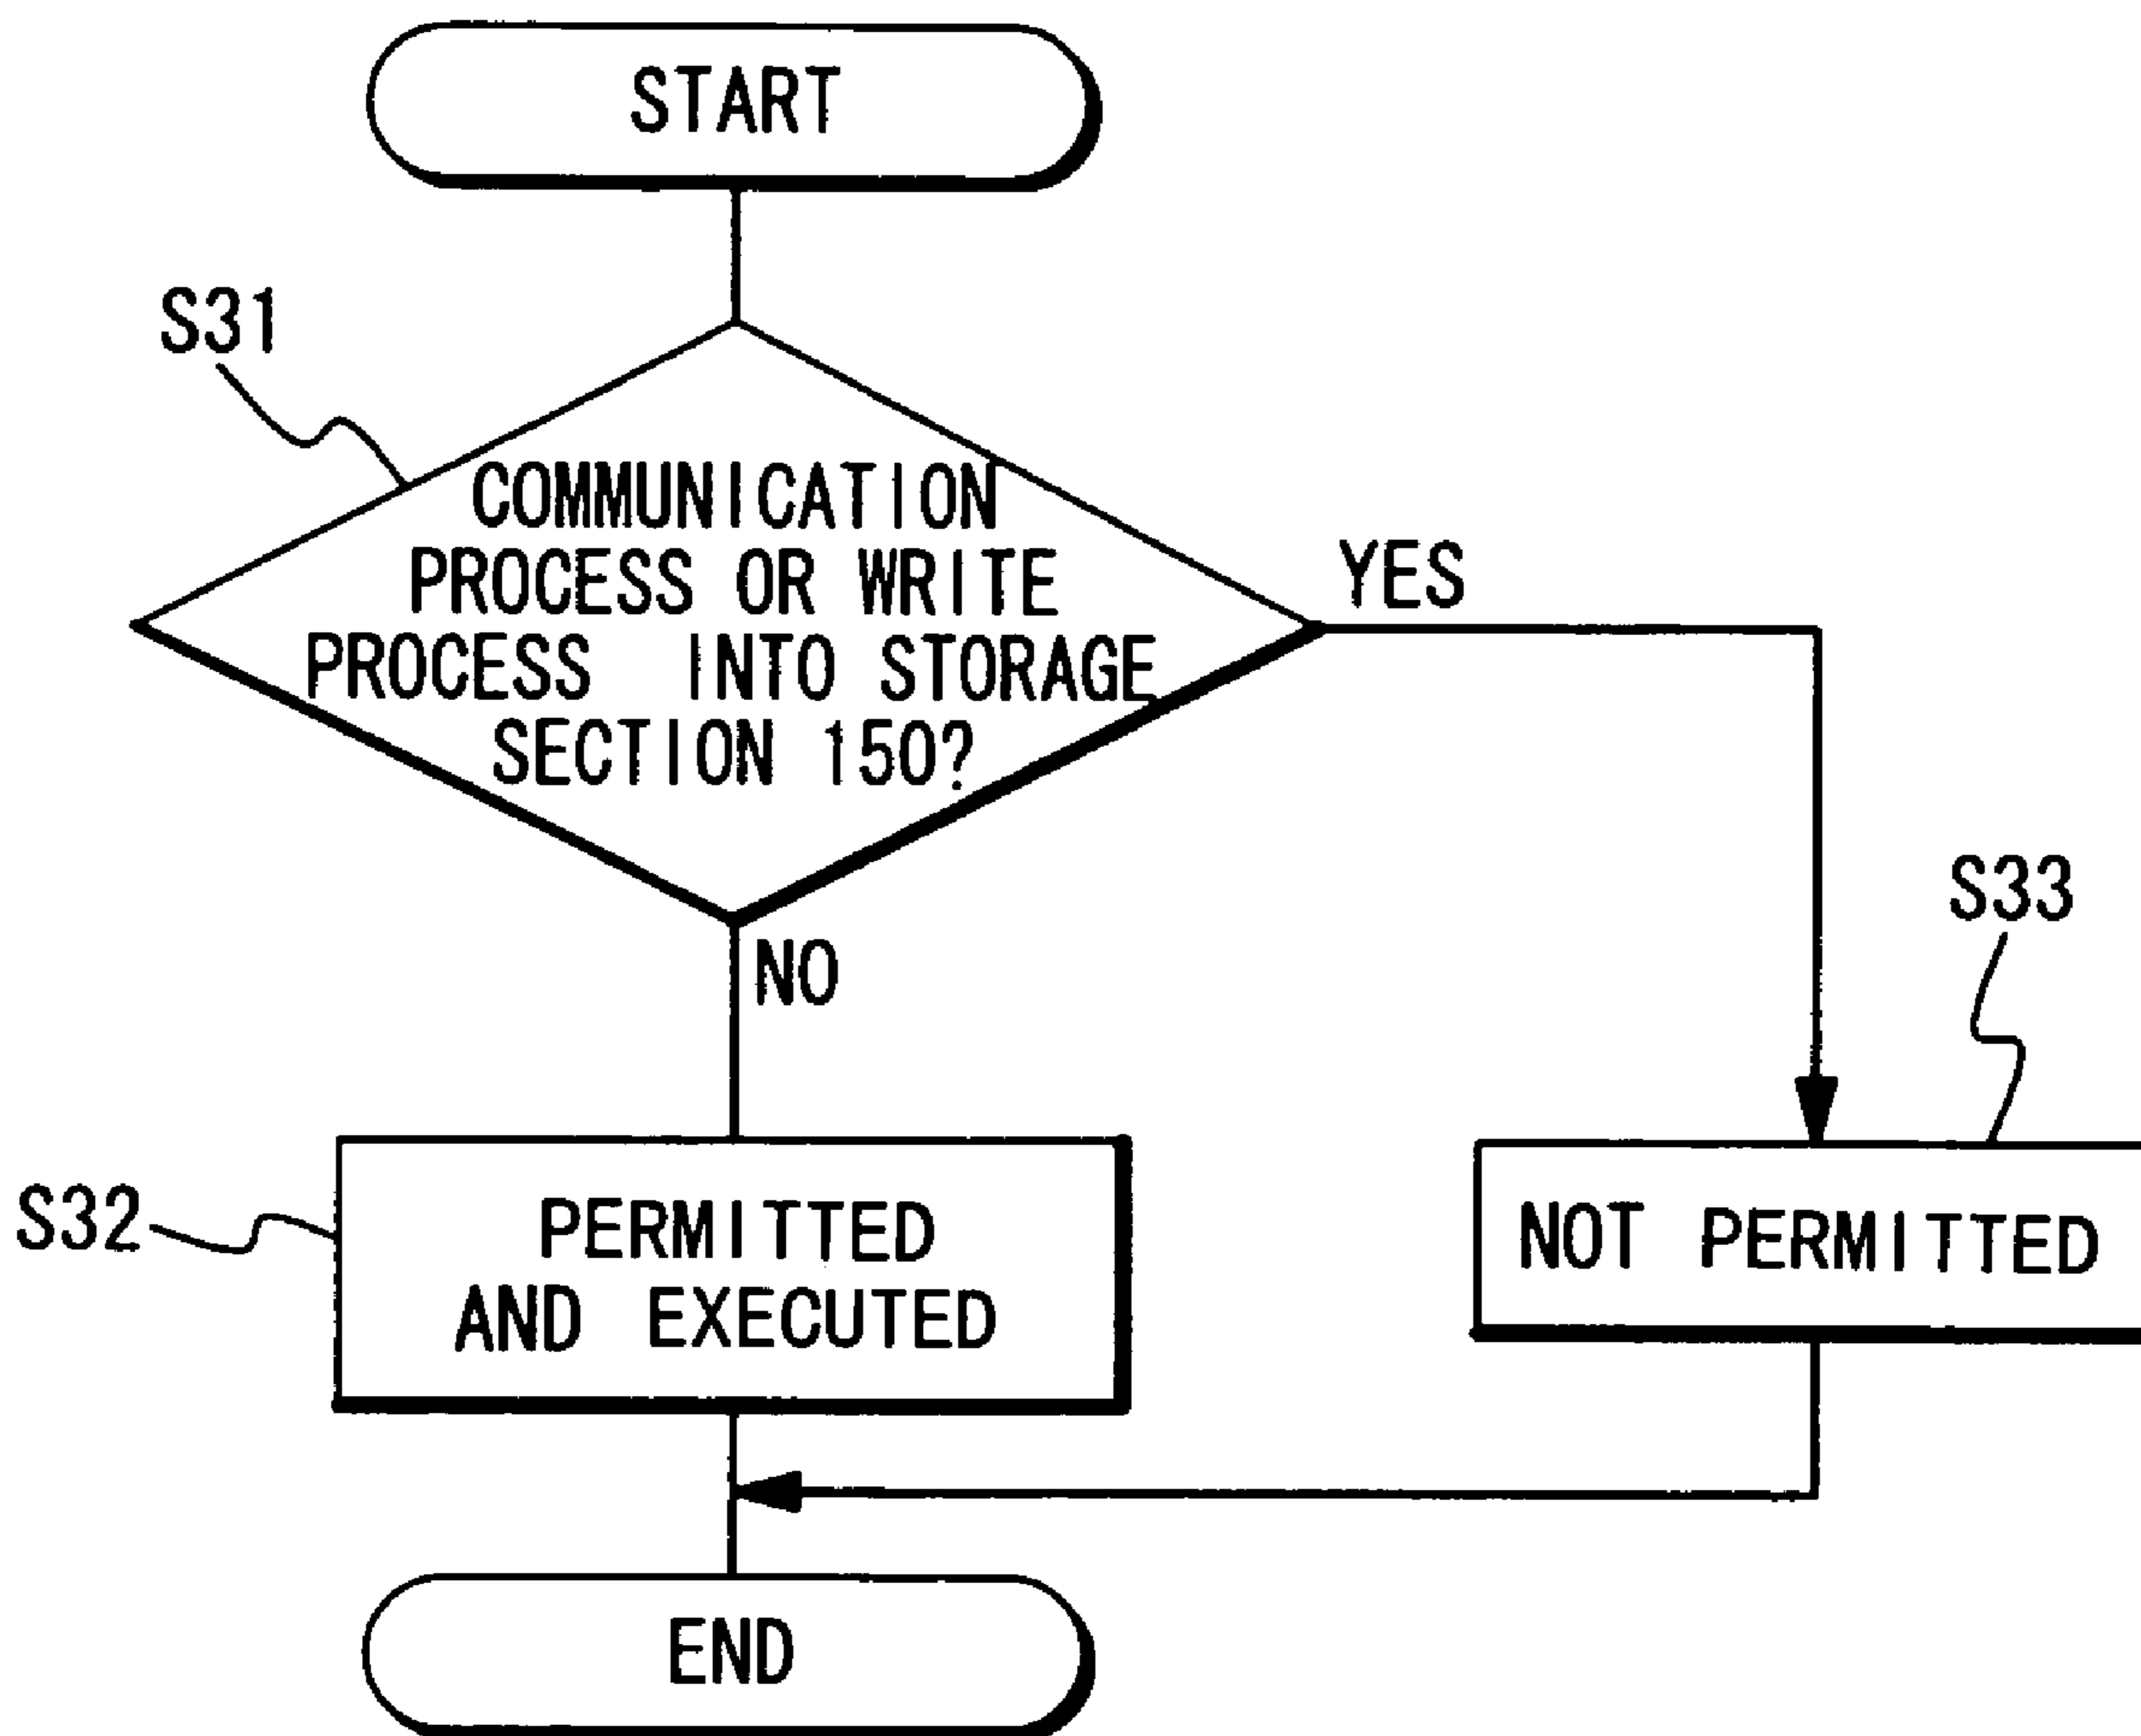 START
S31
COMMUNICATION
PROCESS OR WRITE
PROCESS INTO STORAGE
SECTION 150?
YES
NO
S33
S32
PERMITTED
AND EXECUTED
NOT PERMITTED
END